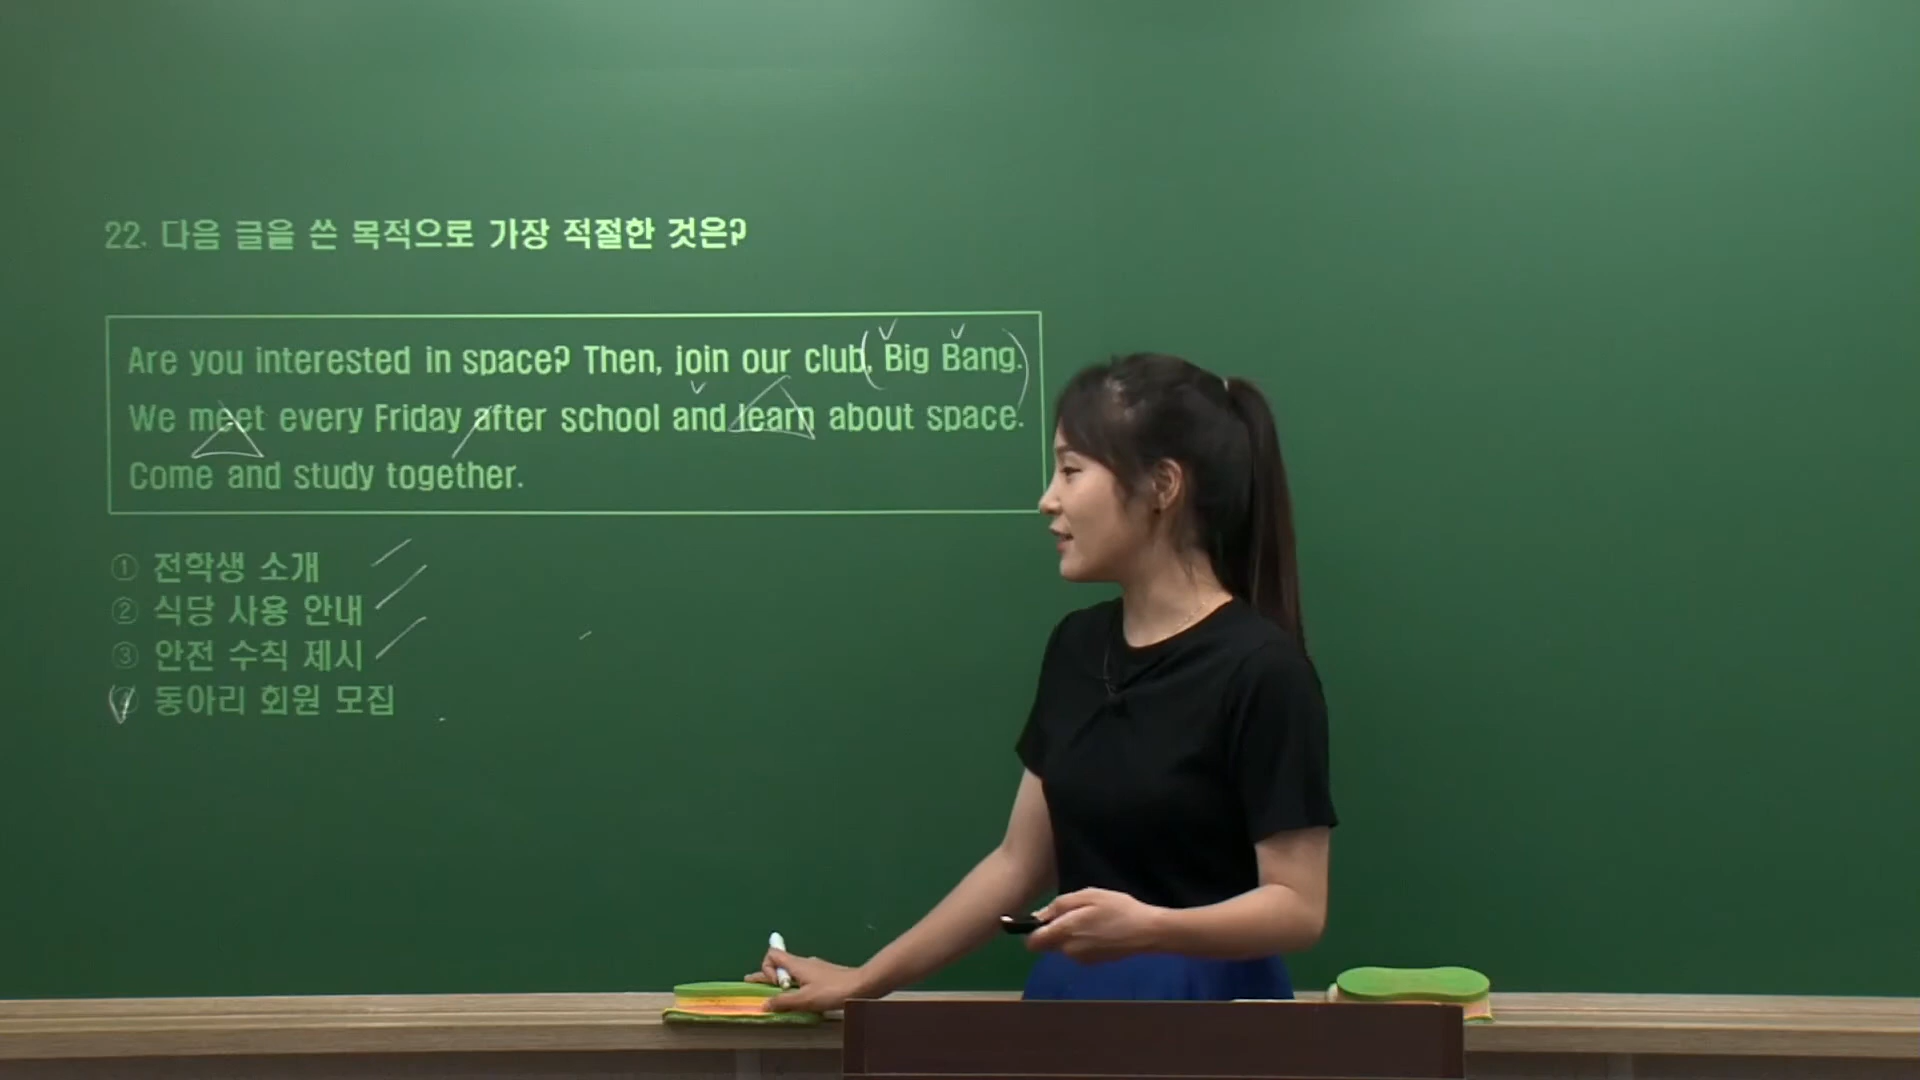 22. 다음 글을 쓴 목적으로 가장 적절한 것은?
Are you interested in space? Then, join our club, Big Bang.
We meet every Friday after school and learn about space.
Come and study together.
① 전학생 소개
② 식당 사용 안내
③ 안전 수칙 제시
④ 동아리 회원 모집